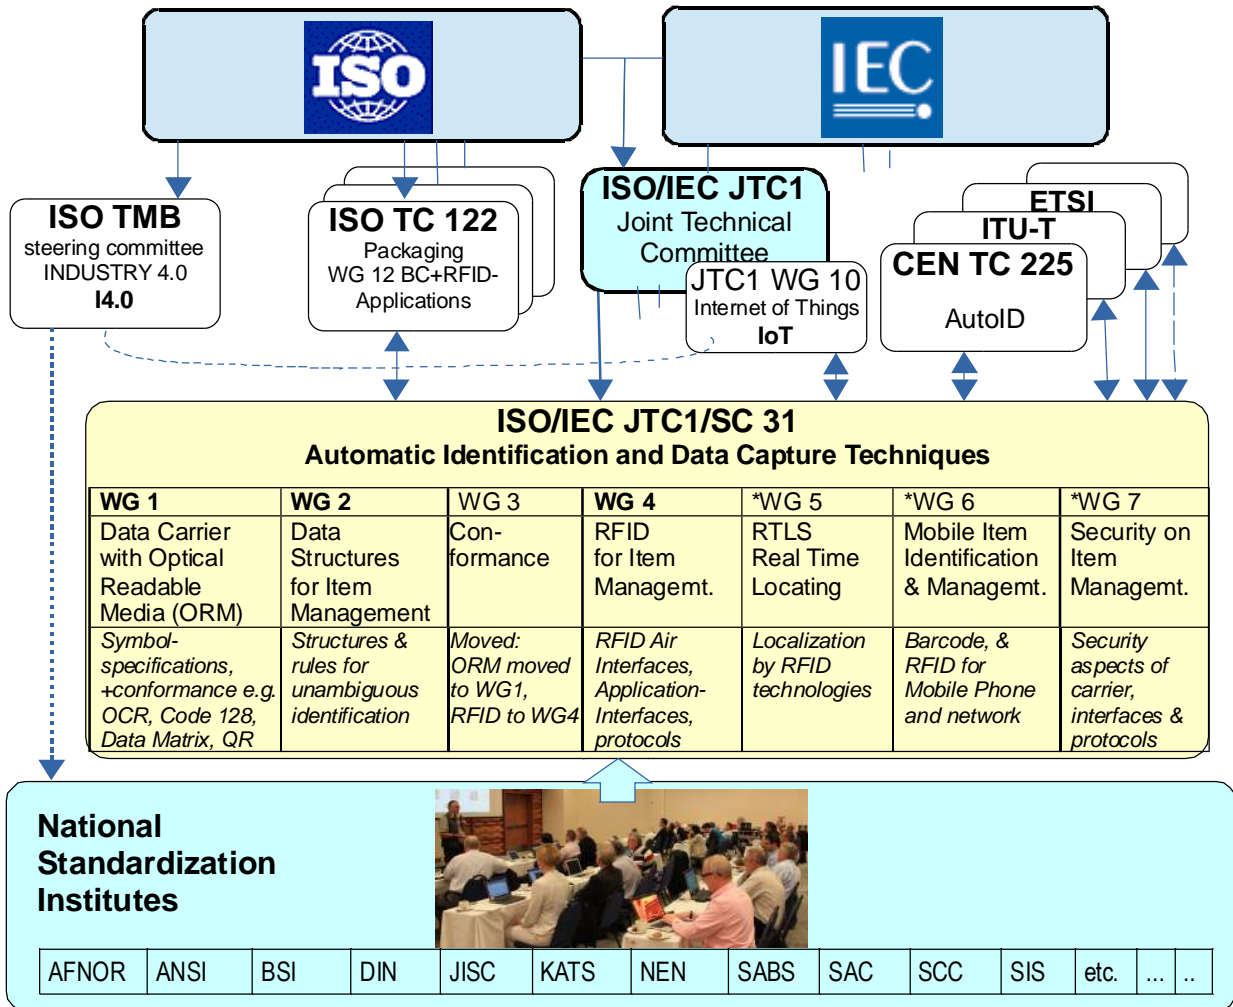 ISO
IEC
ISO TMB
steering committee
INDUSTRY 4.0
I4.0
ISO TC 122
Packaging
WG 12 BC+RFID-
Applications
ISO/IEC JTC1
Joint Technical
Committee
JTC1 WG 10
Internet of Things
IoT
ETSI
ITU-T
CEN TC 225
AutoID
ISO/IEC JTC1/SC 31
Automatic Identification and Data Capture Techniques
WG 1
Data Carrier
with Optical
Readable
Media (ORM)
Symbol-
specifications,
+conformance e.g.
OCR, Code 128,
Data Matrix, QR
WG 2
Data
Structures
for Item
Management
Structures &
rules for
unambiguous
identification
WG 3
Con-
formance
Moved:
ORM moved
to WG1,
RFID to WG4
WG 4
RFID
for Item
Managemt.
RFID Air
Interfaces,
Application-
Interfaces,
protocols
*WG 5
RTLS
Real Time
Locating
Localization
by RFID
technologies
*WG 6
Mobile Item
Identification
& Managemt.
Barcode, &
RFID for
Mobile Phone
and network
*WG 7
Security on
Item
Managemt.
Security
aspects of
carrier,
interfaces &
protocols
National
Standardization
Institutes
AFNOR ANSI BSI DIN JISC KATS NEN SABS SAC SCC SIS etc. ... ..